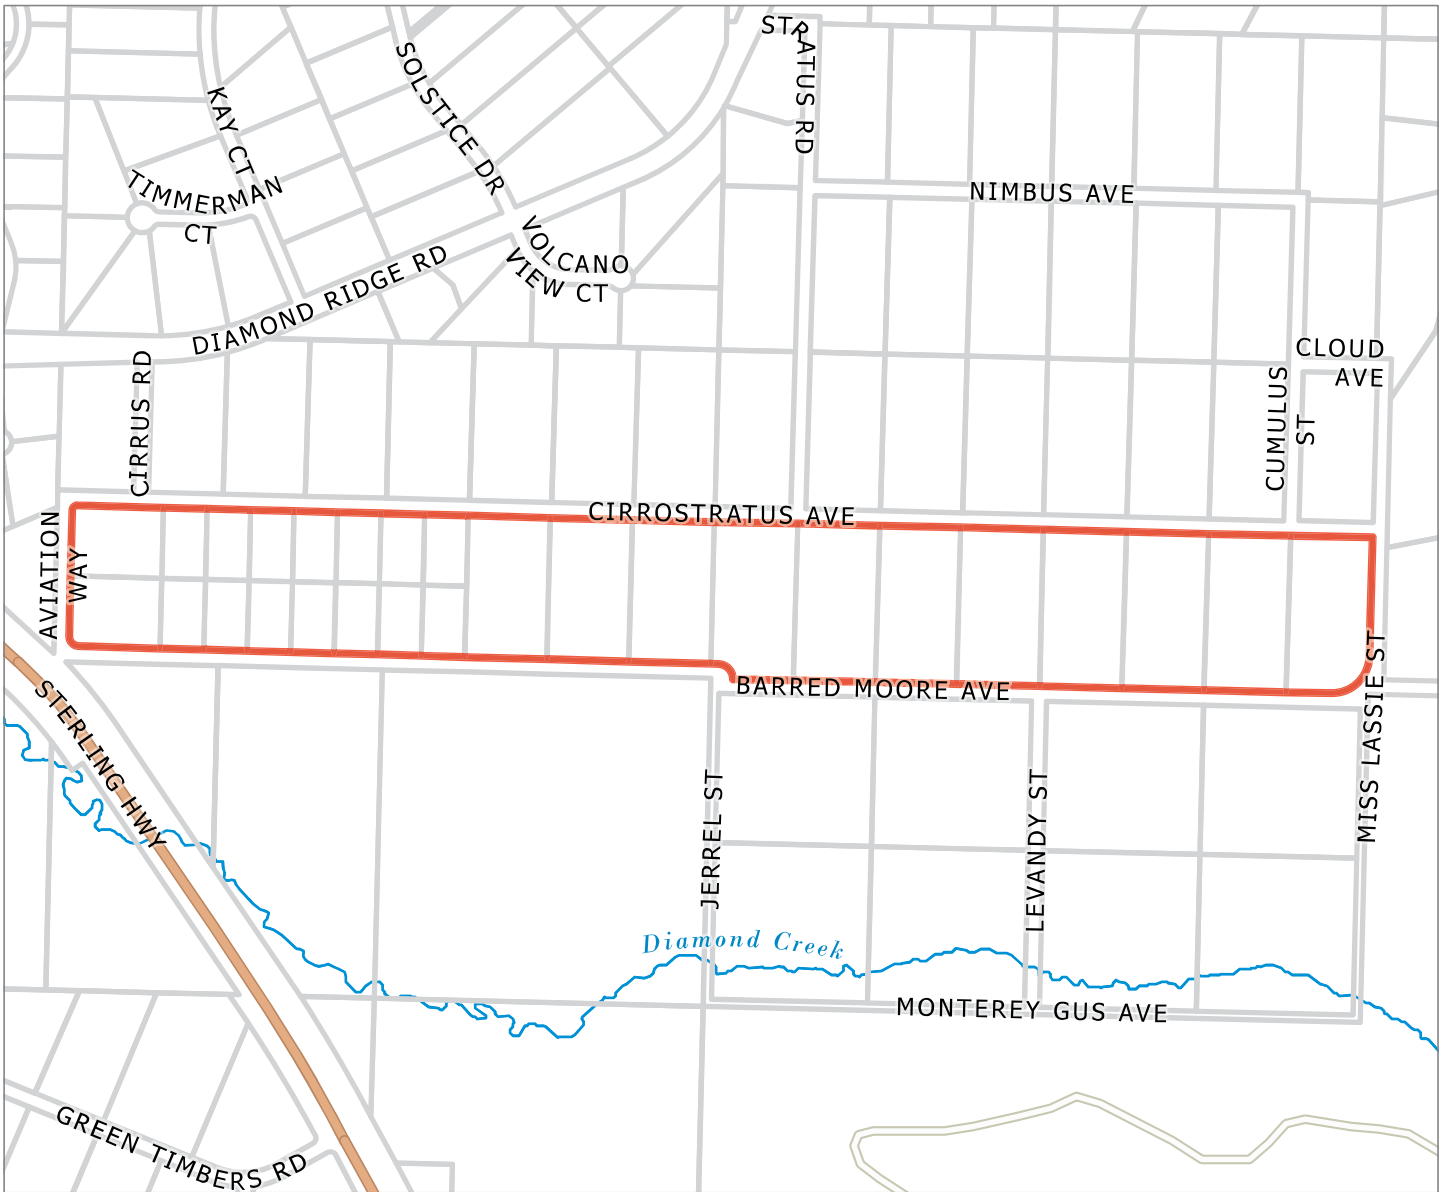 STRATUS RD
SOLSTICE DR
KAY CT
TIMMERMAN
CT
NIMBUS AVE
VOLCANO
VIEW CT
DIAMOND RIDGE RD
CLOUD
AVE
CIRRUS RD
CUMULUS
ST
CIRROSTRATUS AVE
AVIATION
WAY
BARRED MOORE AVE
MISS LASSIE ST
STERLING HWY
JERREL ST
LEVANDY ST
Diamond Creek
MONTEREY GUS AVE
GREEN TIMBERS RD